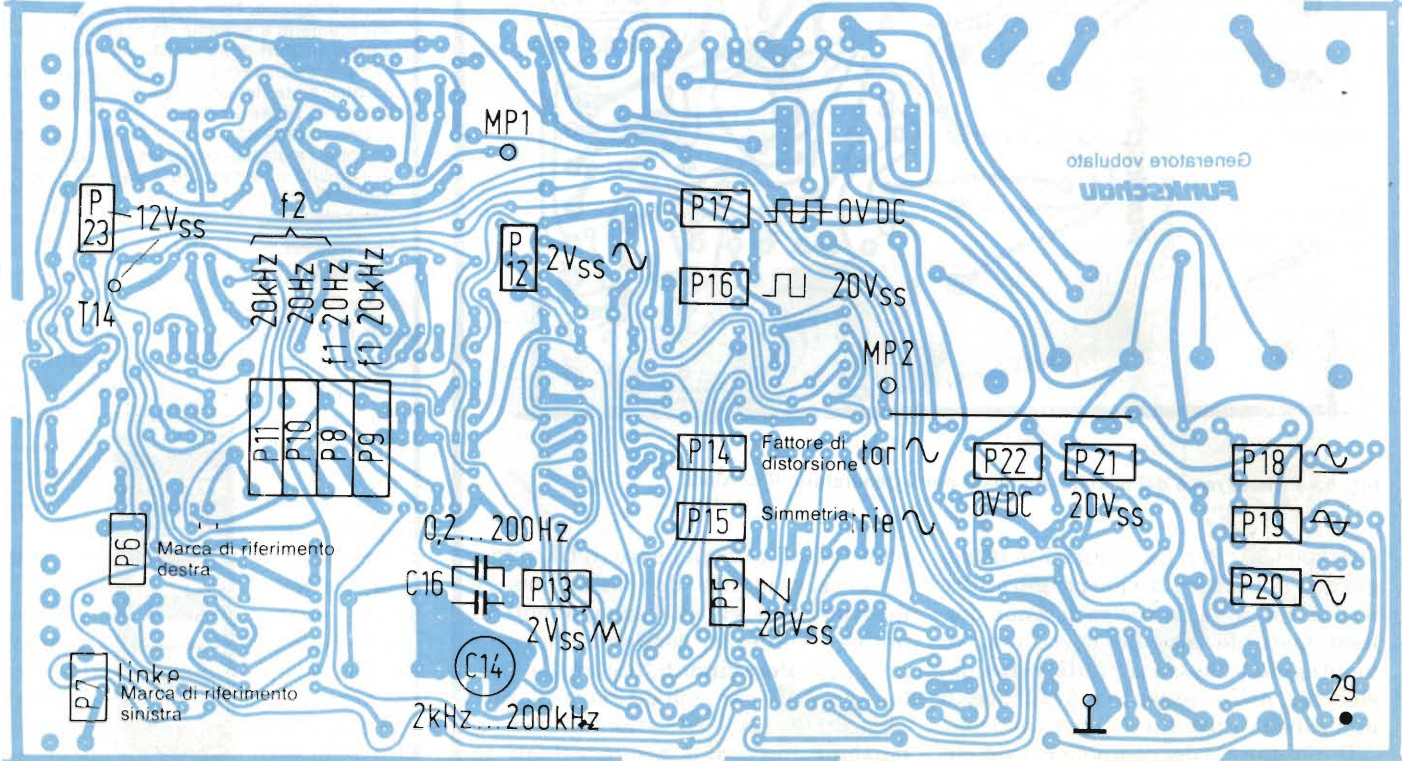 MP1
Generatore vobulato
Funkschau
P
23
12Vss
f2
P
12
2Vss
P17
0V DC
P16
20Vss
T14
20kHz
20Hz
f1 20Hz
f1 20kHz
MP2
P11
P10
P8
P9
P14
Fattore di
distorsione
tor
P22
0V DC
P21
20Vss
P18
P15
Simmetria
rie
P19
P6
Marca di riferimento
destra
0,2...200Hz
C16
P13
2Vss
P5
20Vss
P20
C14
P7
linke
Marca di riferimento
sinistra
2kHz...200kHz
29